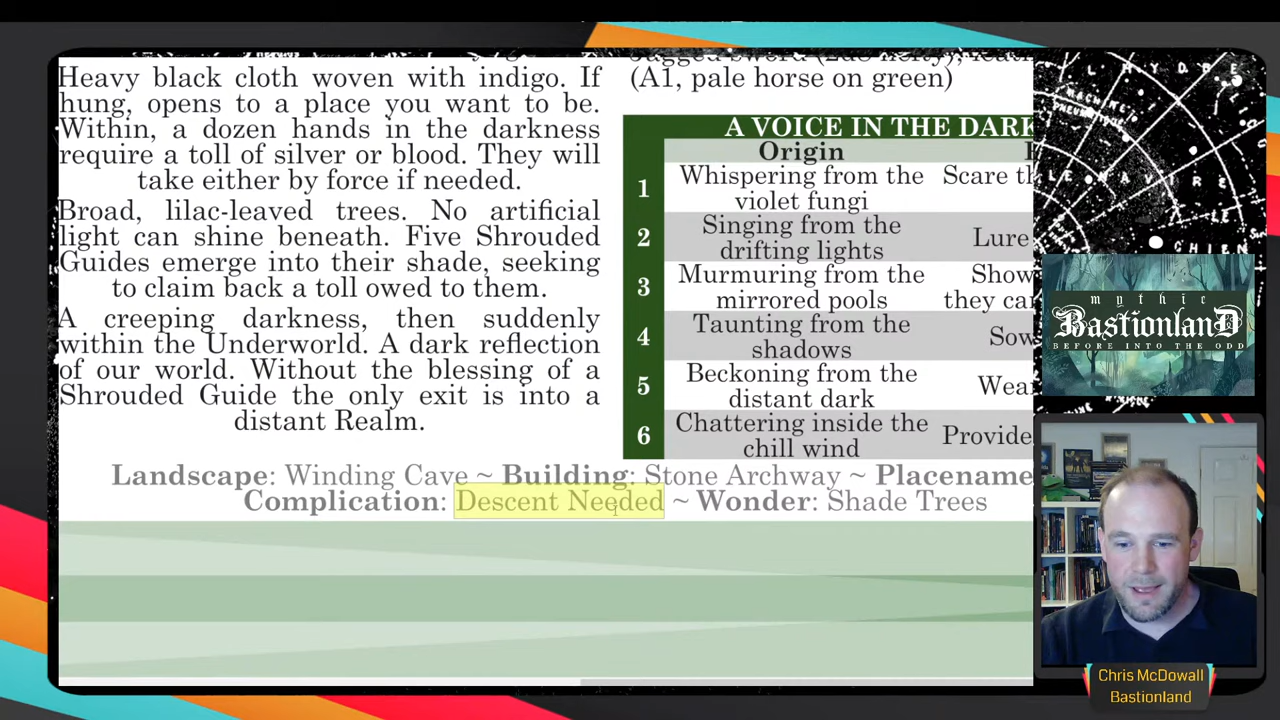 Heavy black cloth woven with indigo. If
hung, opens to a place you want to be.
Within, a dozen hands in the darkness
require a toll of silver or blood. They will
take either by force if needed.
Broad, lilac-leaved trees. No artificial
light can shine beneath. Five Shrouded
Guides emerge into their shade, seeking
to claim back a toll owed to them.
A creeping darkness, then suddenly
within the Underworld. A dark reflection
of our world. Without the blessing of a
Shrouded Guide the only exit is into a
distant Realm.
(A1, pale horse on green)
A VOICE IN THE DARK
Origin
1 Whispering from the violet fungi Scare
2 Singing from the drifting lights Lure
3 Murmuring from the mirrored pools Show they
4 Taunting from the shadows
5 Beckoning from the distant dark
6 Chattering inside the chill wind Provide
Landscape: Winding Cave ~ Building: Stone Archway ~ Placename
Complication: Descent Needed ~ Wonder: Shade Trees
CHIEN
mythic
BastionlanD
BEFORE INTO THE ODD
Chris McDowall
Bastionland